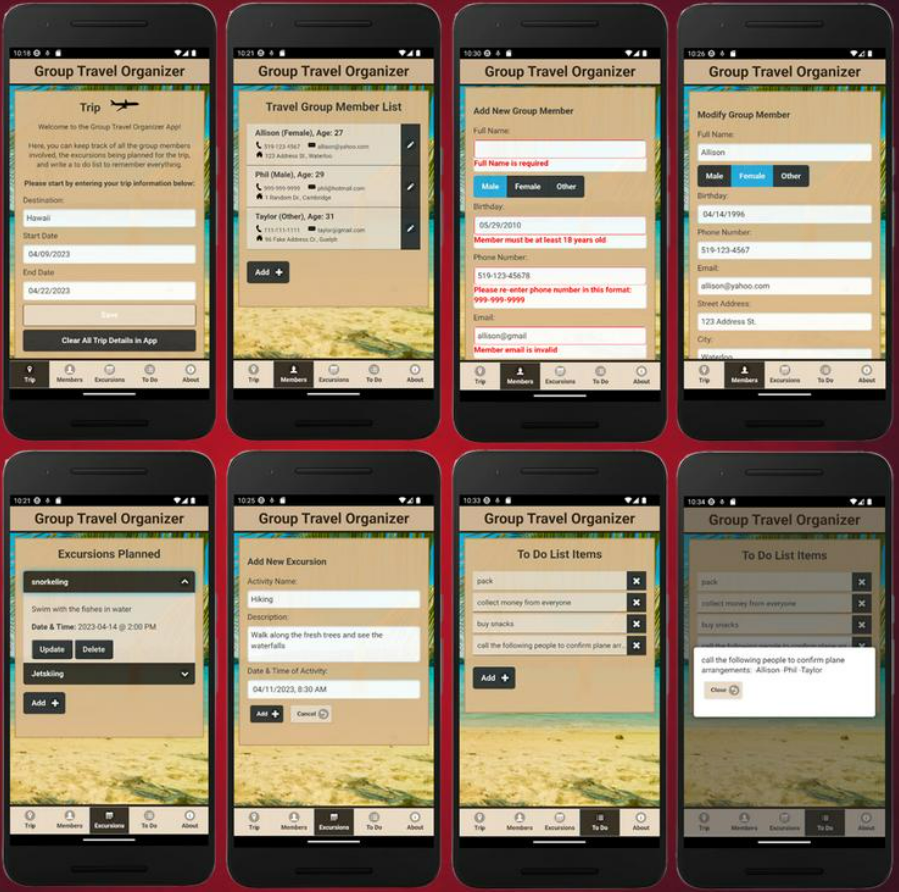 10:18
Group Travel Organizer
Trip
Welcome to the Group Travel Organizer App!
Here, you can keep track of all the group members
involved, the excursions being planned for the trip,
and write a to do list to remember everything.
Please start by entering your trip information below:
Destination:
Hawaii
Start Date
04/09/2023
End Date
04/22/2023
Save
Clear All Trip Details in App
Trip Members Excursions To Do About
10:21
Group Travel Organizer
Travel Group Member List
Allison (Female), Age: 27
519-123-4567 allison@yahoo.com
123 Address St., Waterloo
Phil (Male), Age: 29
999-999-9999 phil@hotmail.com
1 Random Dr., Cambridge
Taylor (Other), Age: 31
111-111-1111 taylor@gmail.com
96 Fake Address Cr., Guelph
Add +
Trip Members Excursions To Do About
10:30
Group Travel Organizer
Add New Group Member
Full Name:
Full Name is required
Male Female Other
Birthday:
05/29/2010
Member must be at least 18 years old
Phone Number:
519-123-45678
Please re-enter phone number in this format:
999-999-9999
Email:
allison@gmail
Member email is invalid
Trip Members Excursions To Do About
10:26
Group Travel Organizer
Modify Group Member
Full Name:
Allison
Male Female Other
Birthday:
04/14/1996
Phone Number:
519-123-4567
Email:
allison@yahoo.com
Street Address:
123 Address St.
City:
Waterloo
Trip Members Excursions To Do About
10:21
Group Travel Organizer
Excursions Planned
snorkeling
Swim with the fishes in water
Date & Time: 2023-04-14 @ 2:00 PM
Update Delete
Jetskiing
Add +
Trip Members Excursions To Do About
10:25
Group Travel Organizer
Add New Excursion
Activity Name:
Hiking
Description:
Walk along the fresh trees and see the
waterfalls
Date & Time of Activity:
04/11/2023, 8:30 AM
Add + Cancel
Trip Members Excursions To Do About
10:33
Group Travel Organizer
To Do List Items
pack
collect money from everyone
buy snacks
call the following people to confirm plane arr...
Add +
Trip Members Excursions To Do About
10:34
Group Travel Organizer
To Do List Items
pack
collect money from everyone
buy snacks
call the following people to confirm plane arr...
call the following people to confirm plane
arrangements: Allison -Phil -Taylor
Close
Trip Members Excursions To Do About